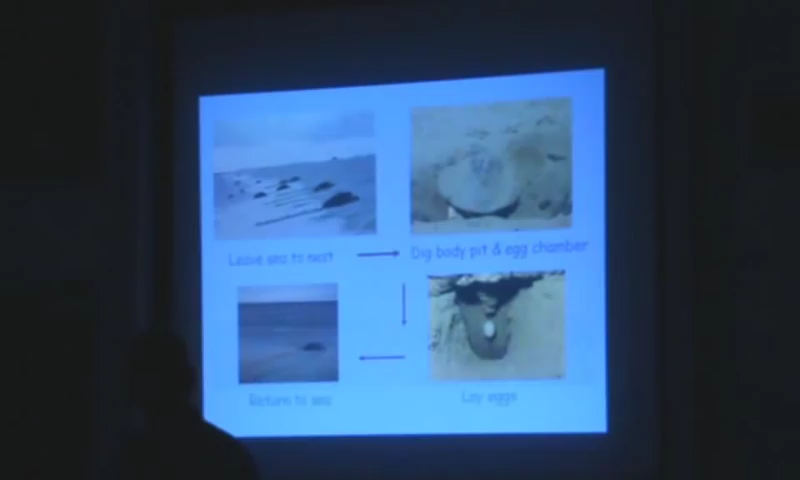 Leave sea to nest
Dig body pit & egg chamber
Return to sea
Lay eggs